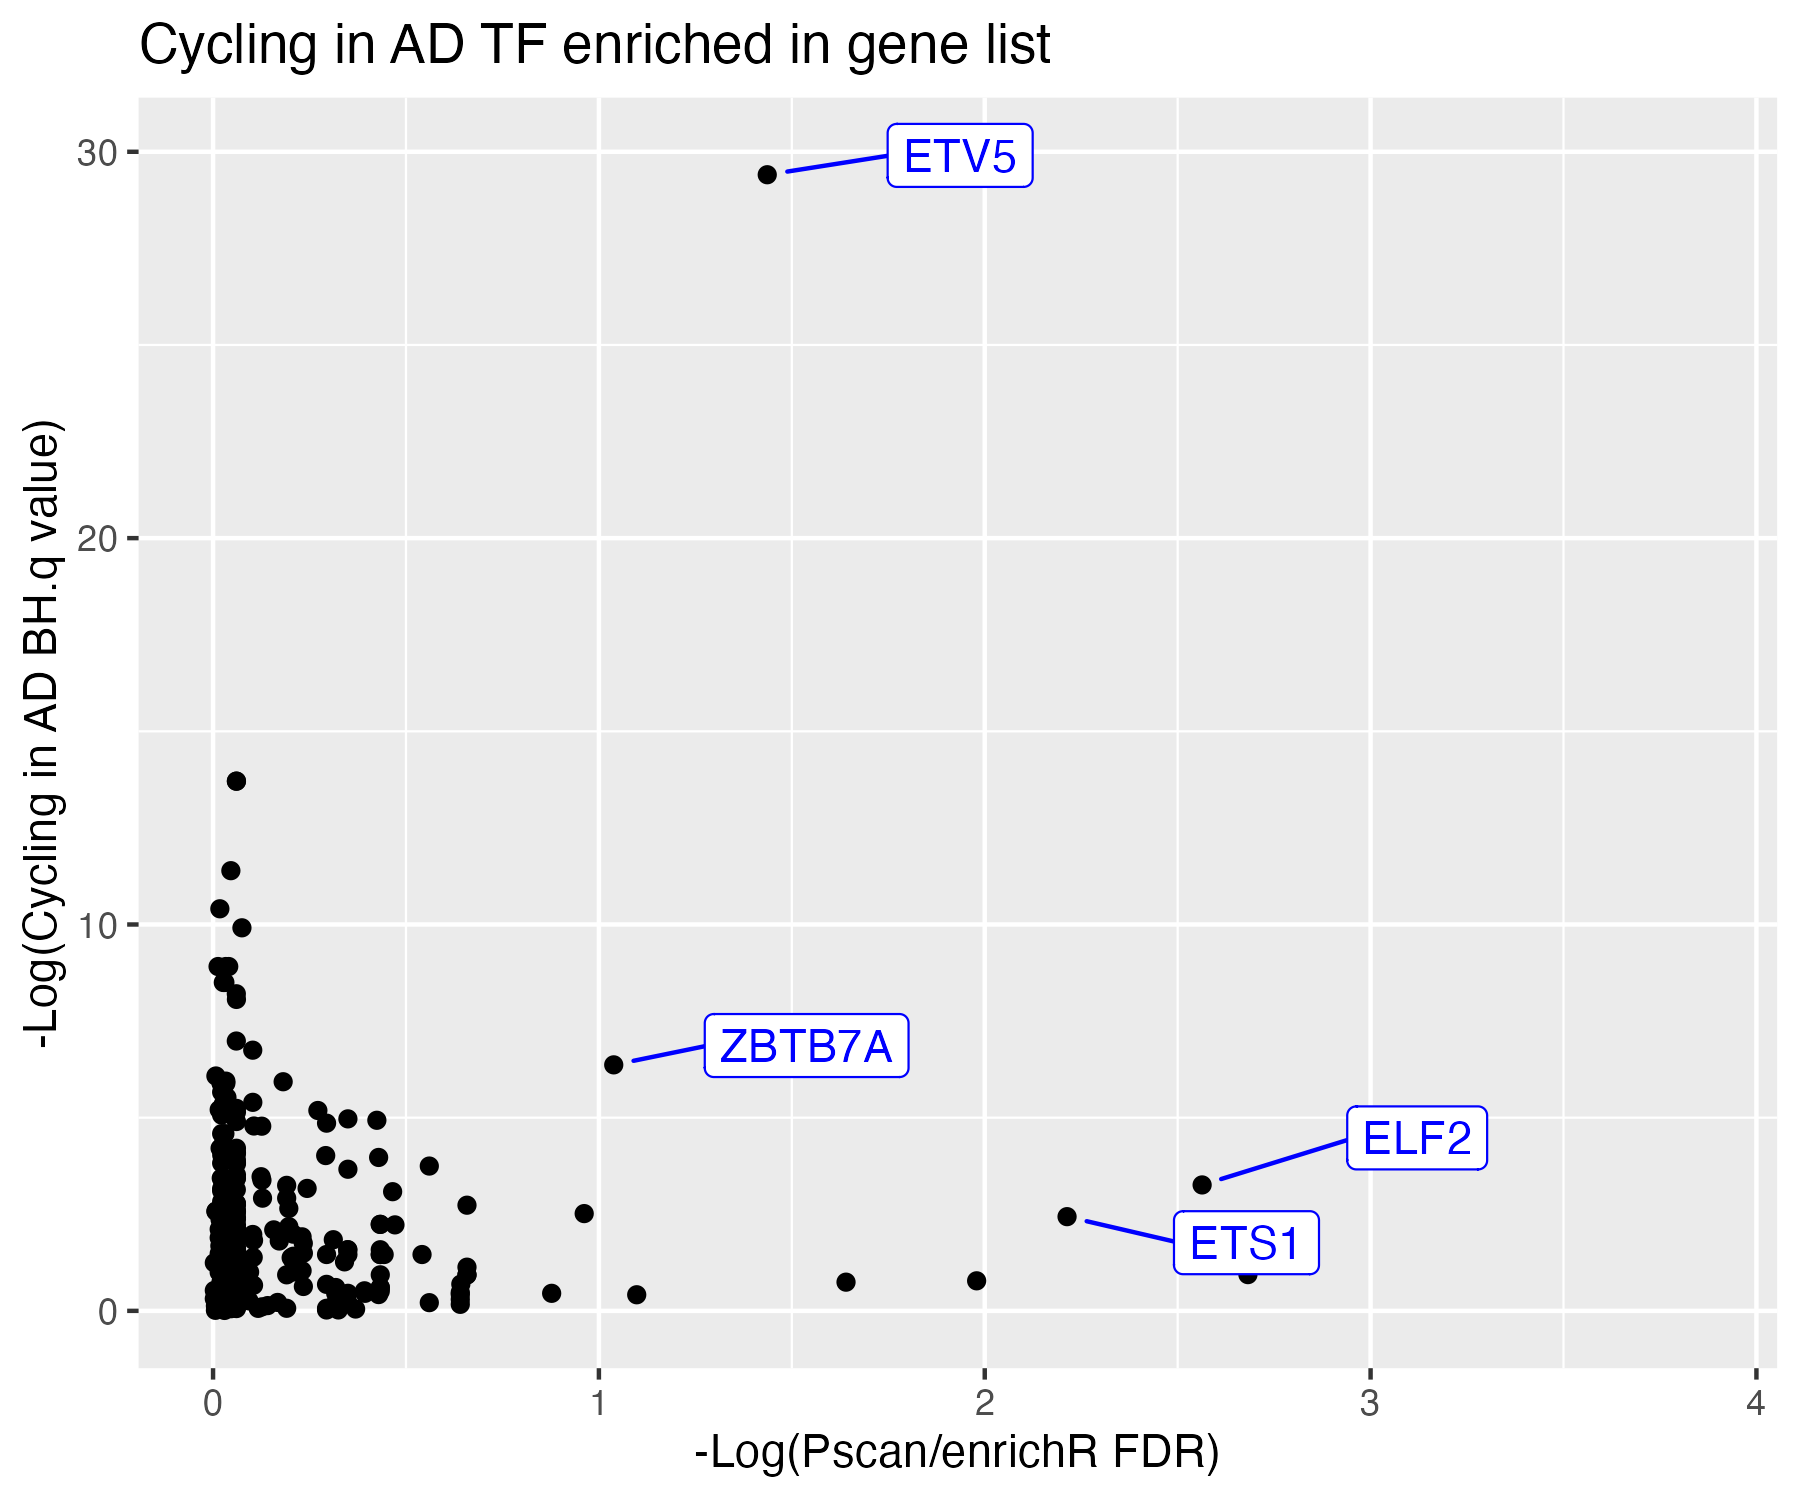 Cycling in AD TF enriched in gene list
-Log(Cycling in AD BH.q value)
30
20
10
0
ETV5
ZBTB7A
ELF2
ETS1
0 1 2 3 4
-Log(Pscan/enrichR FDR)